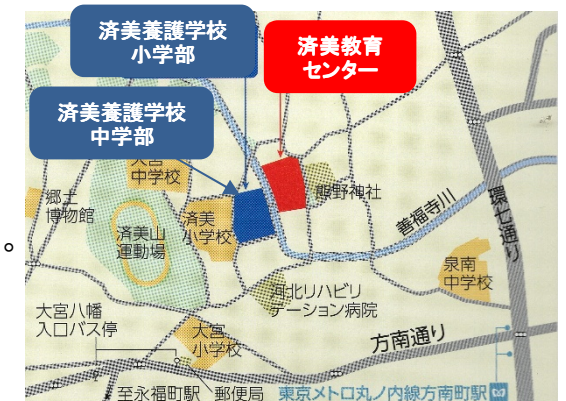 済美養護学校
小学部
済美教育
センター
済美養護学校
中学部
大宮
中学校
熊野神社
郷土
博物館
済美
小学校
済美山
運動場
善福寺川
環七通り
泉南
中学校
河北リハビリ
テーション病院
大宮八幡
入口バス停
大宮
小学校
方南通り
至永福町駅
郵便局
東京メトロ丸ノ内線方南町駅
。